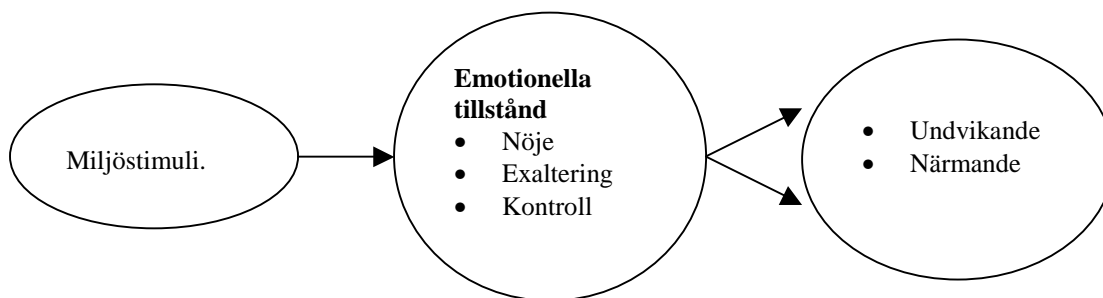 Miljöstimuli.
Emotionella
tillstånd
• Nöje
• Exaltering
• Kontroll
• Undvikande
• Närmande